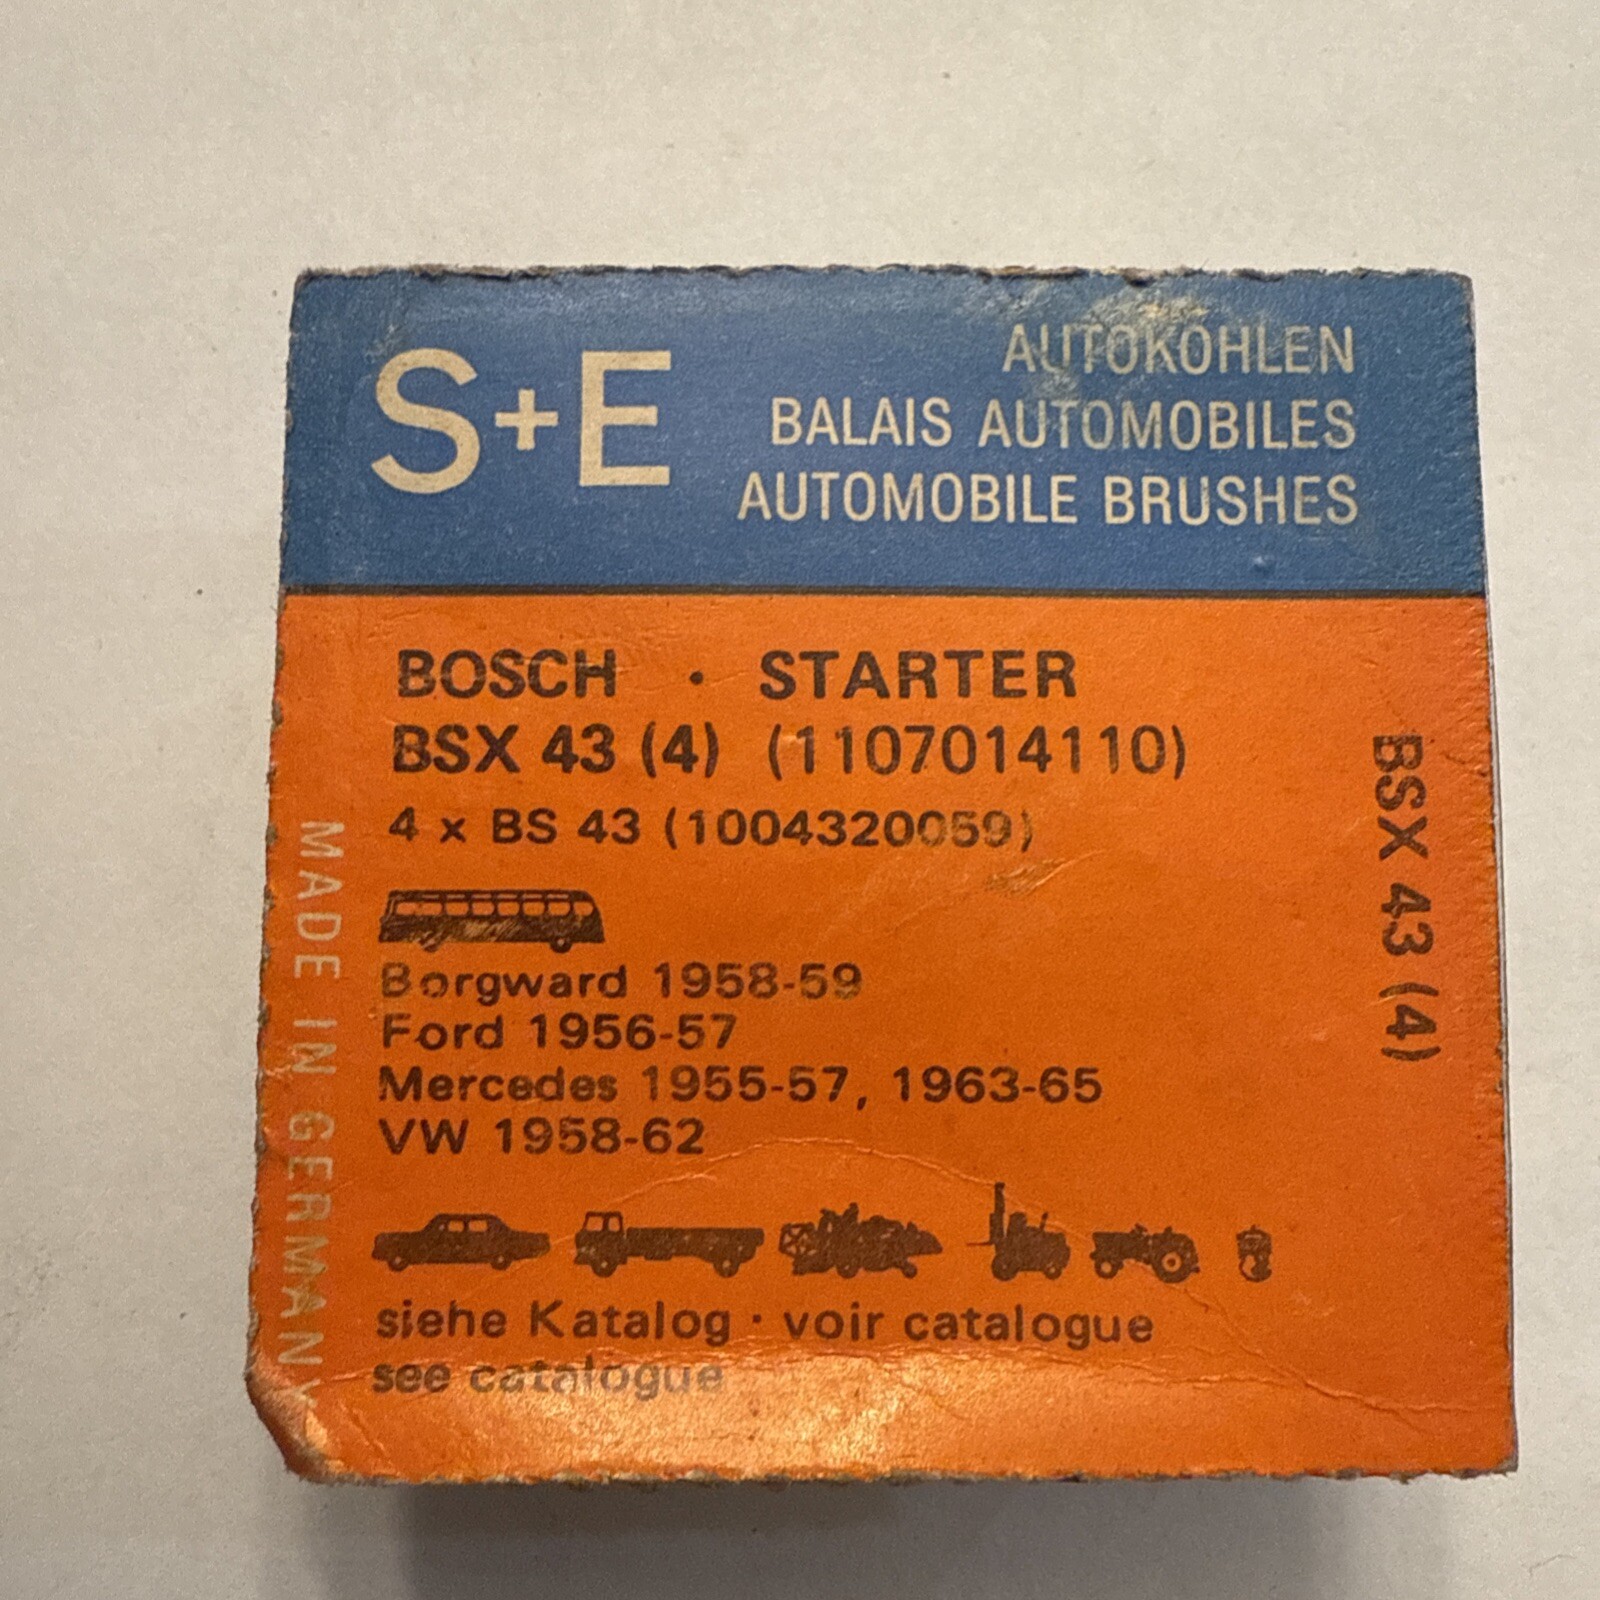 S+E
AUTOKOHLEN
BALAIS AUTOMOBILES
AUTOMOBILE BRUSHES
BOSCH · STARTER
BSX 43 (4) (1107014110)
4 x BS 43 (1004320059)
Borgward 1958-59
Ford 1956-57
Mercedes 1955-57, 1963-65
VW 1958-62
siehe Katalog · voir catalogue
see catalogue
MADE IN GERMANY
BSX 43 (4)